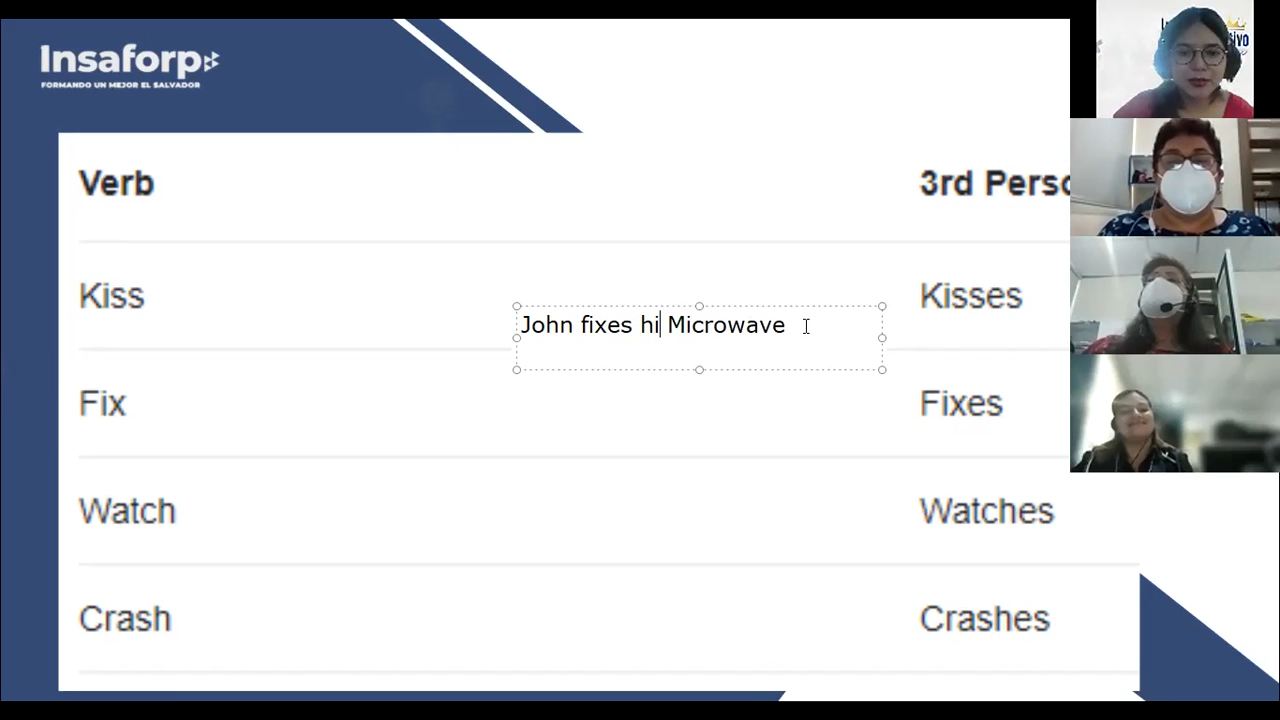 Insaforp
FORMANDO UN MEJOR EL SALVADOR
Verb
Kiss Kisses
John fixes hi Microwave
Fix Fixes
Watch Watches
Crash Crashes
3rd